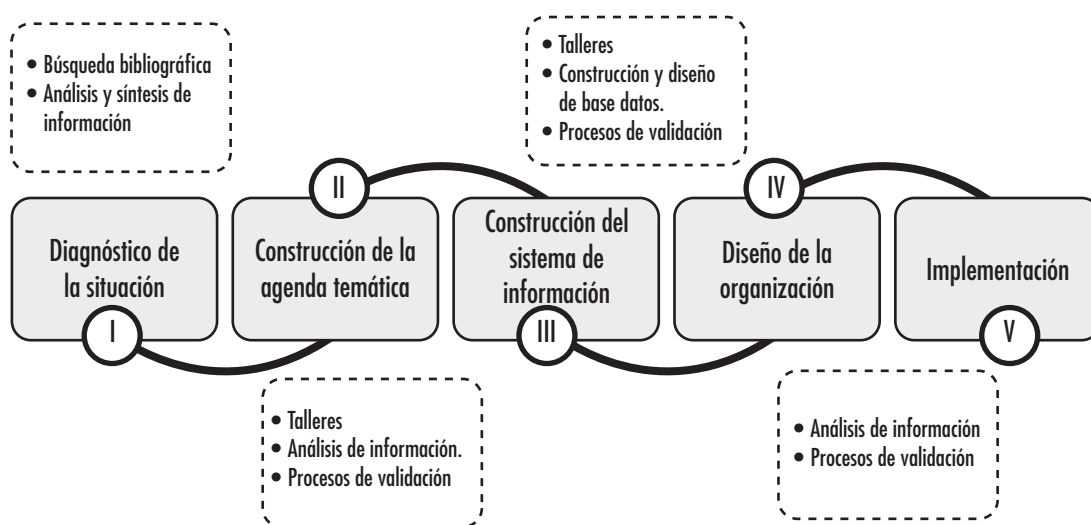 • Búsqueda bibliográfica
• Análisis y síntesis de
información
• Talleres
• Construcción y diseño
de base datos.
• Procesos de validación
II
IV
Diagnóstico de
la situación
Construcción de la
agenda temática
Construcción del
sistema de
información
Diseño de la
organización
Implementación
I
III
V
• Talleres
• Análisis de información.
• Procesos de validación
• Análisis de información
• Procesos de validación